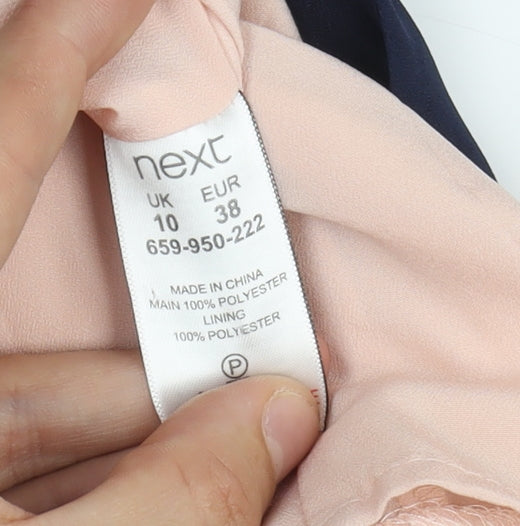 next
UK EUR
10 38
659-950-222
MADE IN CHINA
MAIN 100% POLYESTER
LINING
100% POLYESTER
P